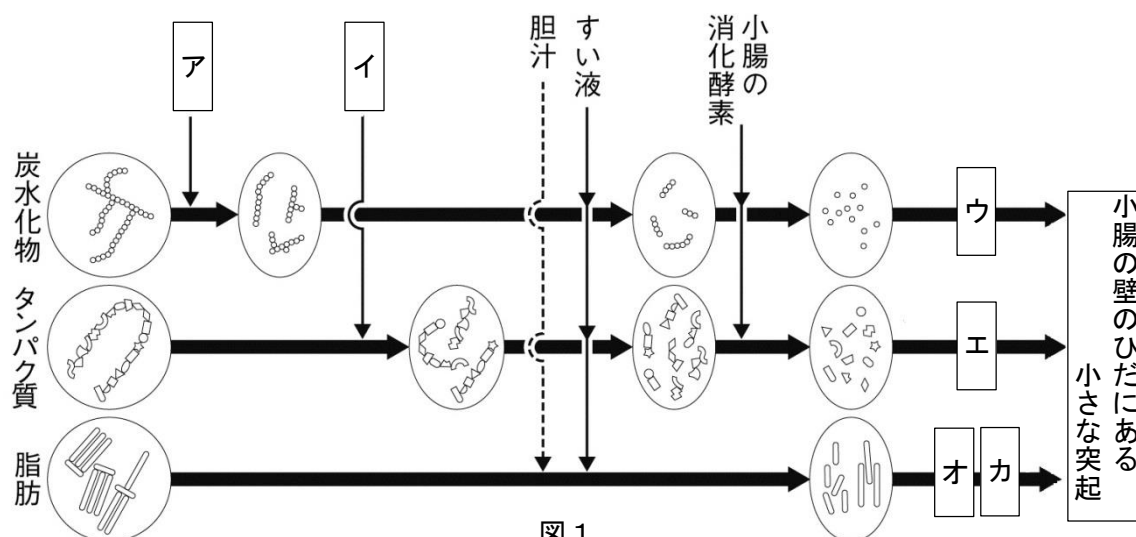 ア
イ
胆汁
すい液
小腸の
消化酵素
炭水化物
ウ
タンパク質
エ
脂肪
オ
カ
小腸の壁のひだにある
小さな突起
図1